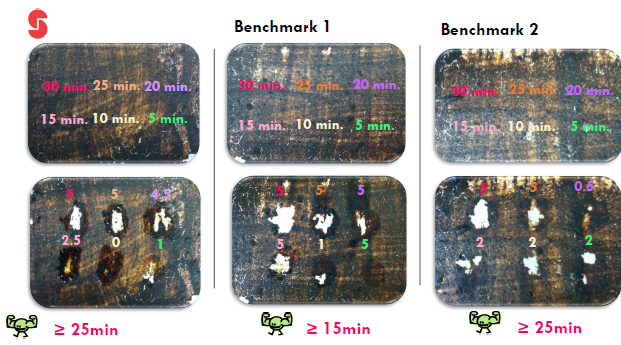 Benchmark 1
Benchmark 2
30 min. 25 min. 20 min.
15 min. 10 min. 5 min.
30 min. 25 min. 20 min.
15 min. 10 min. 5 min.
30 min. 25 min. 20 min.
15 min. 10 min. 5 min.
5 5 4.5
2.5 0 1
5 5 5
5 1 5
5 5 0.5
2 2 2
≥ 25min
≥ 15min
≥ 25min